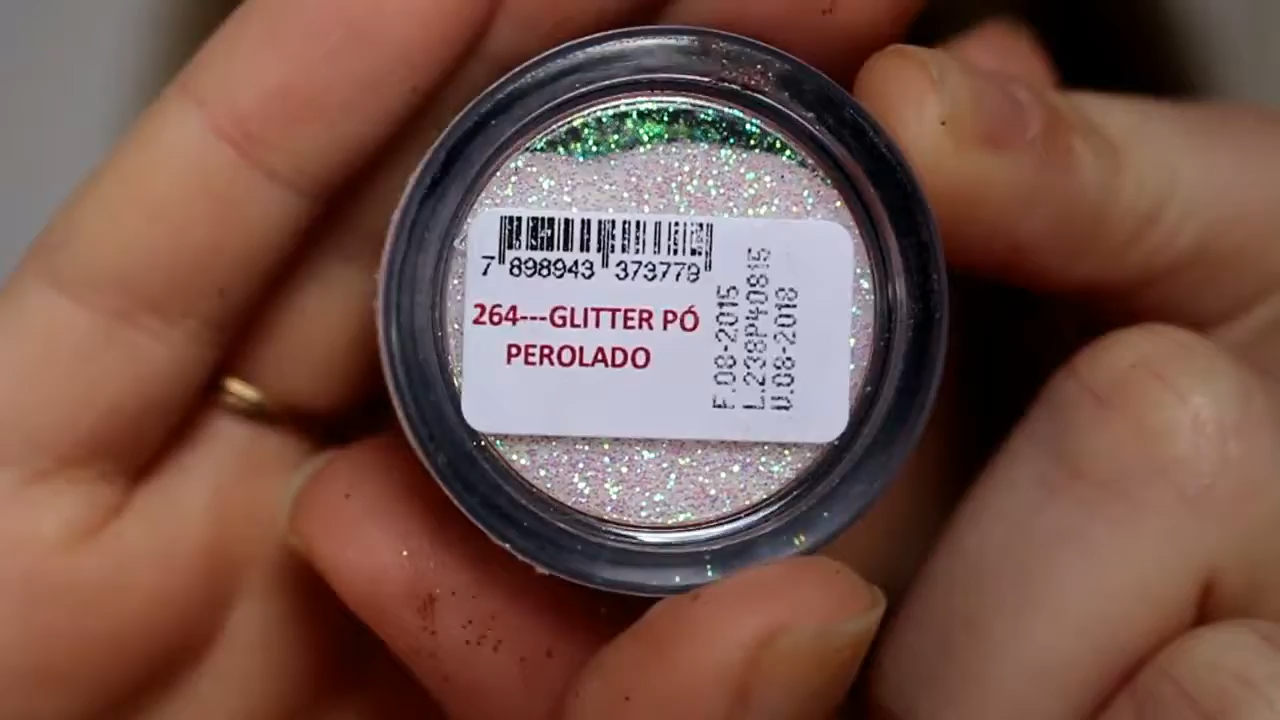 7 898943 373779
264---GLITTER PÓ
PEROLADO
F.08-2015
L.238P40815
V.08-2018